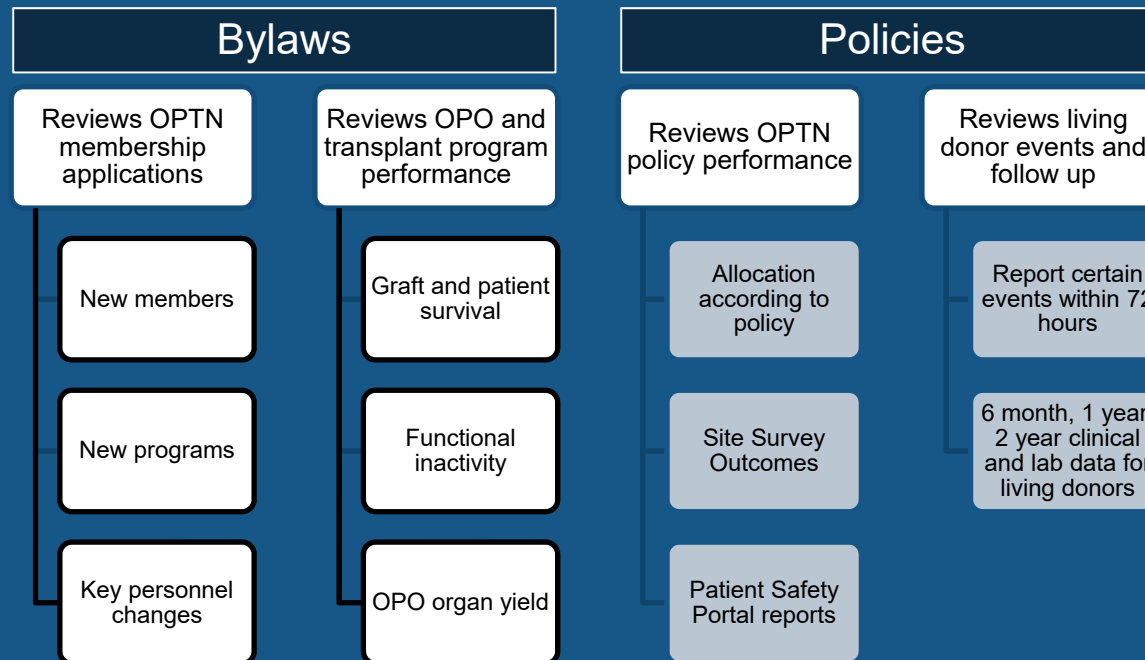 Bylaws
Reviews OPTN
membership
applications
New members
New programs
Key personnel
changes
Reviews OPO and
transplant program
performance
Graft and patient
survival
Functional
inactivity
OPO organ yield
Policies
Reviews OPTN
policy performance
Allocation
according to
policy
Site Survey
Outcomes
Patient Safety
Portal reports
Reviews living
donor events and
follow up
Report certain
events within 72
hours
6 month, 1 year
2 year clinical
and lab data for
living donors